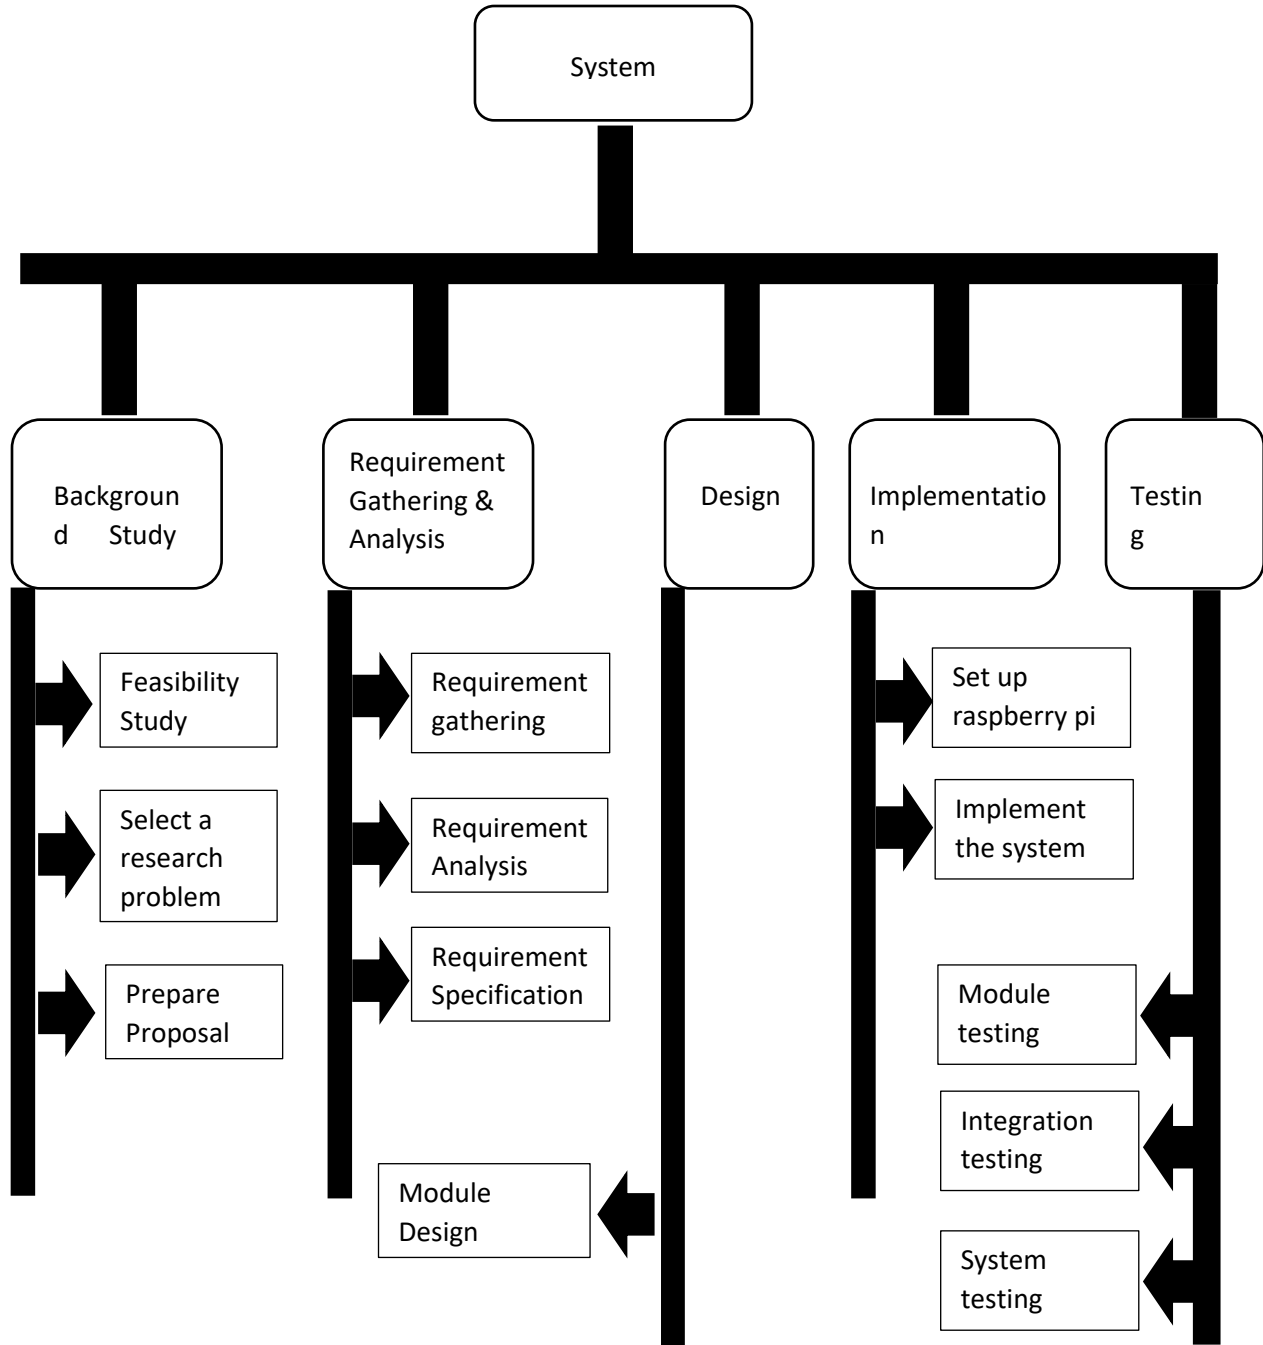 System
Backgroun
d Study
Requirement
Gathering &
Analysis
Design
Implementatio
n
Testin
g
Feasibility
Study
Select a
research
problem
Prepare
Proposal
Requirement
gathering
Requirement
Analysis
Requirement
Specification
Module
Design
Set up
raspberry pi
Implement
the system
Module
testing
Integration
testing
System
testing